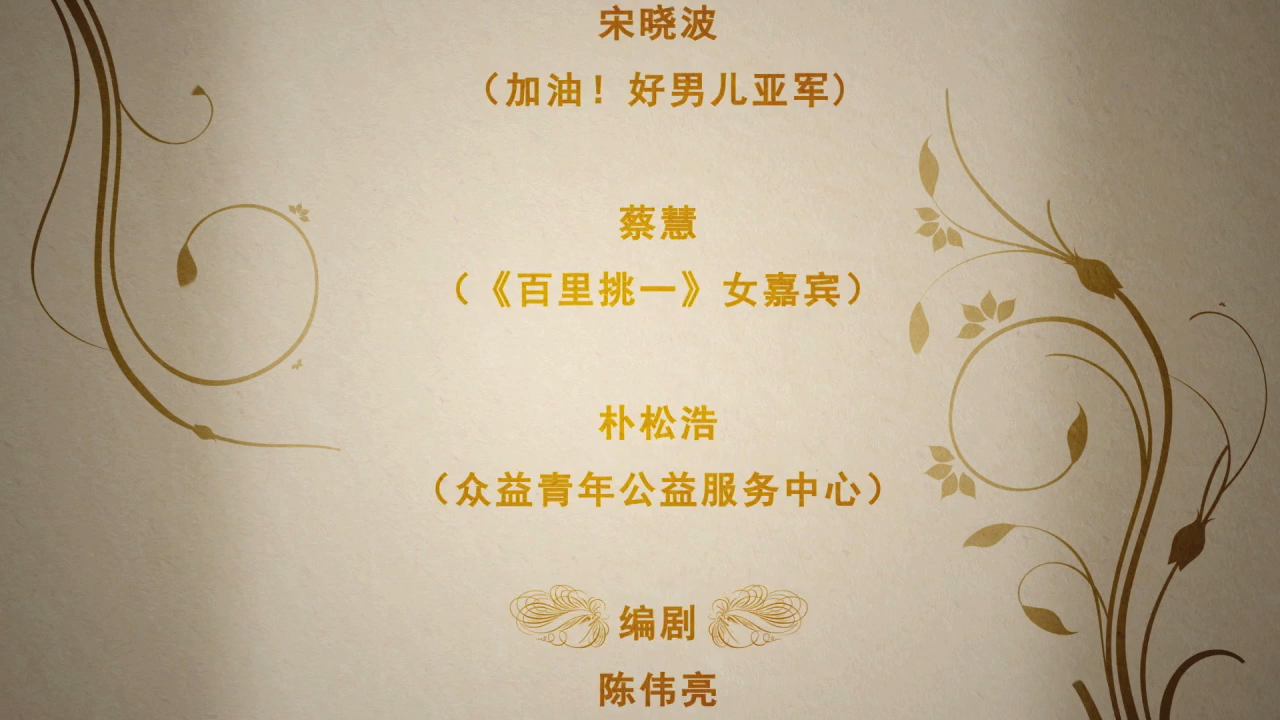 宋晓波
（加油！好男儿亚军）
蔡慧
（《百里挑一》女嘉宾）
朴松浩
（众益青年公益服务中心）
编剧
陈伟亮